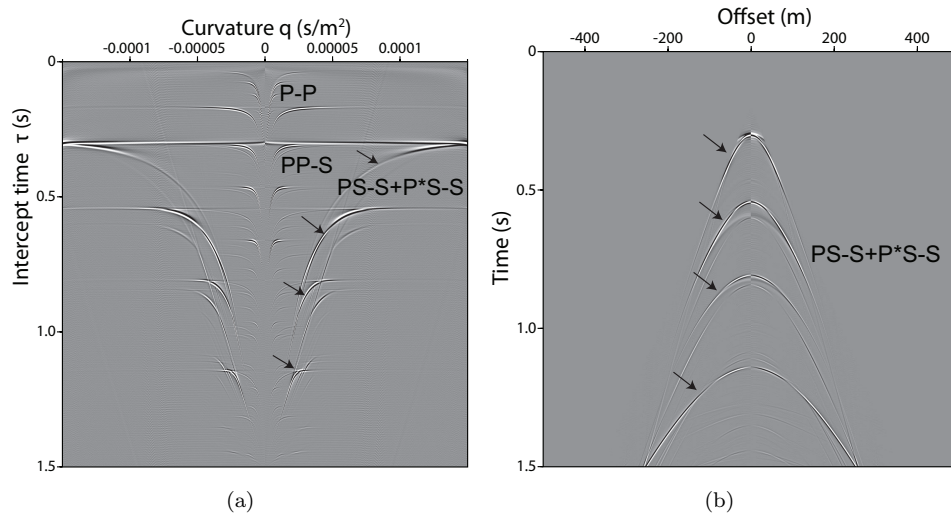 Curvature q (s/m²)
-0.0001 -0.00005 0 0.00005 0.0001
Intercept time τ (s)
0
0.5
1.0
1.5
P-P
PP-S
PS-S+P*S-S
(a)
Offset (m)
-400 -200 0 200 400
Time (s)
0
0.5
1.0
1.5
PS-S+P*S-S
(b)